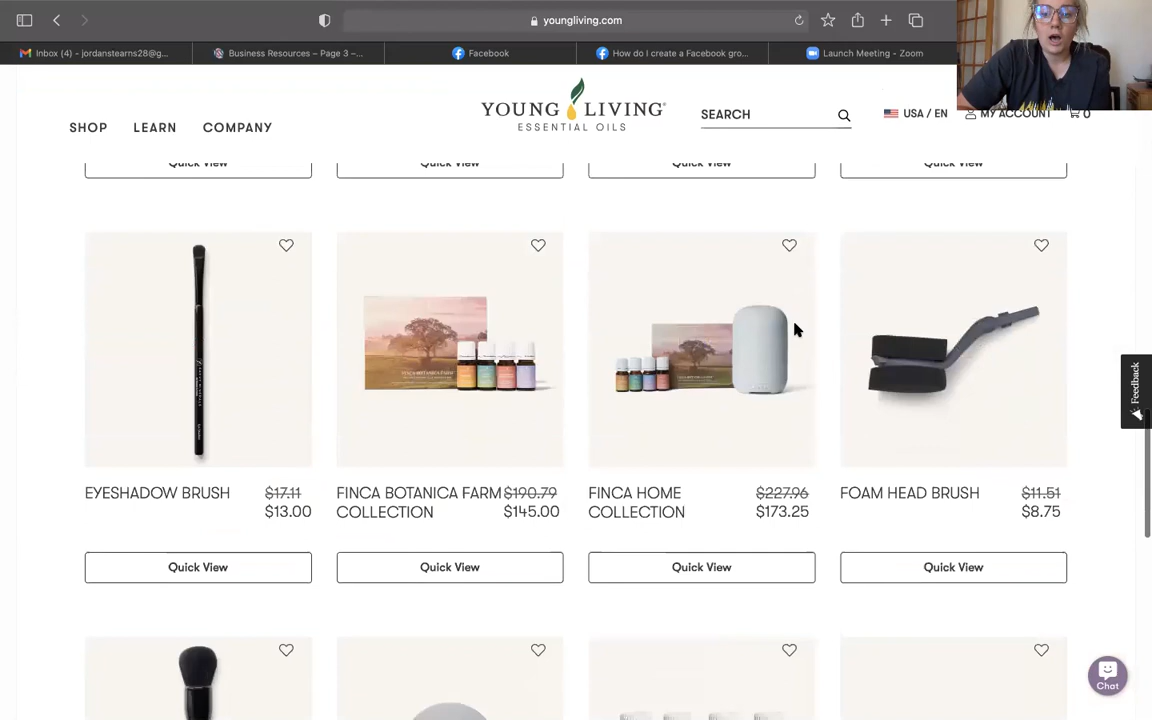 youngliving.com
Inbox (4) – jordanstearns28@g...
Business Resources – Page 3 –...
Facebook
How do I create a Facebook gro...
Launch Meeting - Zoom
SHOP
LEARN
COMPANY
YOUNG LIVING
ESSENTIAL OILS
SEARCH
USA / EN
MY ACCOUNT
0
Quick View
Quick View
Quick View
Quick View
EYESHADOW BRUSH
$17.11
$13.00
FINCA BOTANICA FARM
COLLECTION
$190.79
$145.00
FINCA HOME
COLLECTION
$227.96
$173.25
FOAM HEAD BRUSH
$11.51
$8.75
Quick View
Quick View
Quick View
Quick View
Feedback
Chat